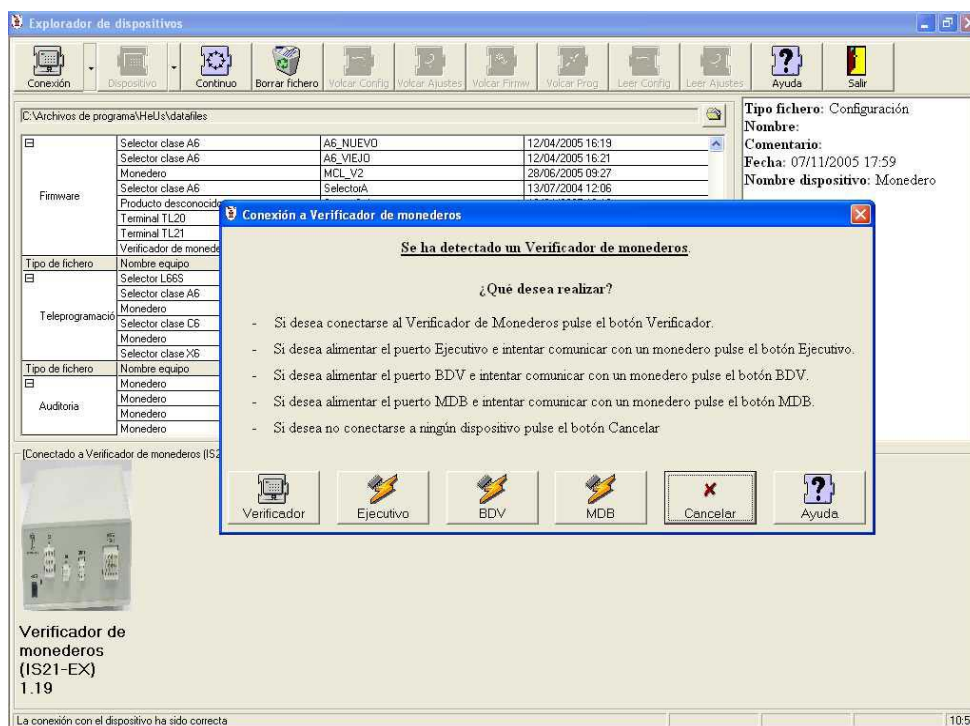 Explorador de dispositivos
Conexión Dispositivo Continuo Borrar fichero Volcar Config Volcar Ajustes Volcar Firmw Volcar Prog Leer Config Leer Ajustes Ayuda Salir
C:\Archivos de programa\HeUs\datafiles
Tipo fichero: Configuración
Nombre:
Comentario:
Fecha: 07/11/2005 17:59
Nombre dispositivo: Monedero
Firmware
Selector clase A6 A6_NUEVO 12/04/2005 16:19
Selector clase A6 A6_VIEJO 12/04/2005 16:21
Monedero MCL_V2 28/06/2005 09:27
Selector clase A6 SelectorA 13/07/2004 12:06
Producto desconocido
Terminal TL20
Terminal TL21
Verificador de monede
Tipo de fichero Nombre equipo
Teleprogramació
Selector L66S
Selector clase A6
Monedero
Selector clase C6
Monedero
Selector clase X6
Tipo de fichero Nombre equipo
Auditoria
Monedero
Monedero
Monedero
Monedero
Conexión a Verificador de monederos
Se ha detectado un Verificador de monederos.
¿Qué desea realizar?
- Si desea conectarse al Verificador de Monederos pulse el botón Verificador.
- Si desea alimentar el puerto Ejecutivo e intentar comunicar con un monedero pulse el botón Ejecutivo.
- Si desea alimentar el puerto BDV e intentar comunicar con un monedero pulse el botón BDV.
- Si desea alimentar el puerto MDB e intentar comunicar con un monedero pulse el botón MDB.
- Si desea no conectarse a ningún dispositivo pulse el botón Cancelar
Verificador Ejecutivo BDV MDB Cancelar Ayuda
[Conectado a Verificador de monederos (IS2
Verificador de
monederos
(IS21-EX)
1.19
La conexión con el dispositivo ha sido correcta
10:5